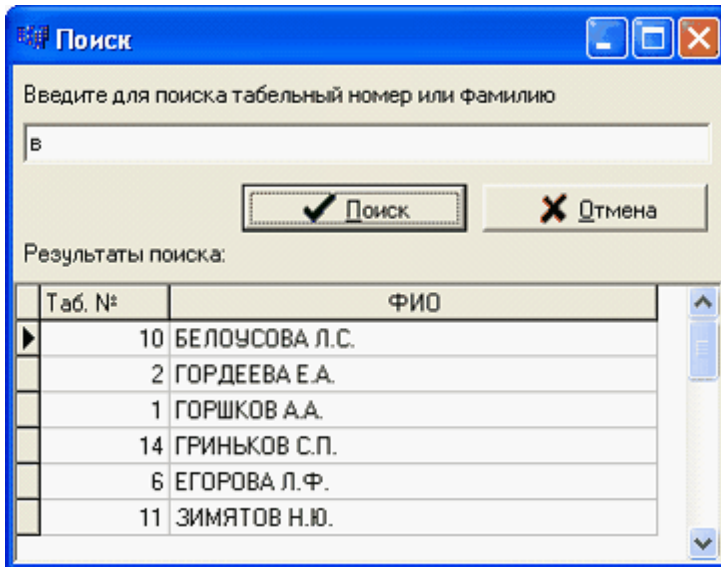 Поиск
Введите для поиска табельный номер или фамилию
в
Поиск Отмена
Результаты поиска:
Таб. № ФИО
10 БЕЛОУСОВА Л.С.
2 ГОРДЕЕВА Е.А.
1 ГОРШКОВ А.А.
14 ГРИНЬКОВ С.П.
6 ЕГОРОВА Л.Ф.
11 ЗИМЯТОВ Н.Ю.